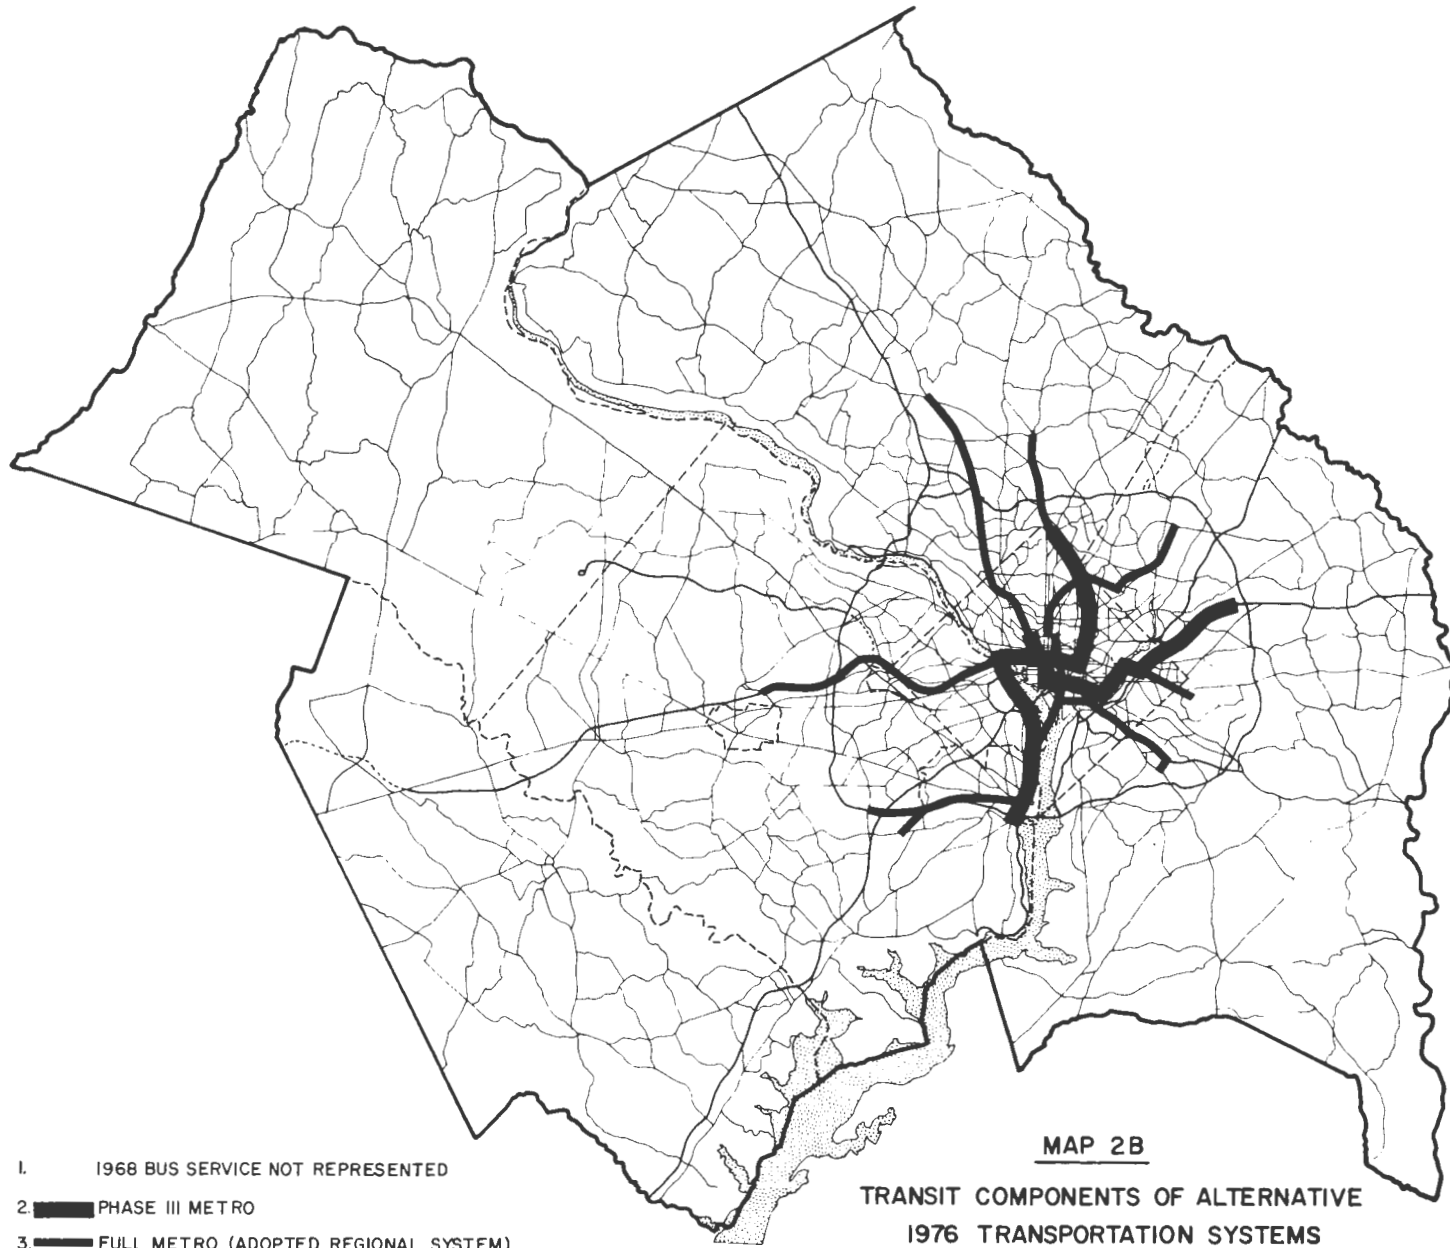 1. 1968 BUS SERVICE NOT REPRESENTED
2. PHASE III METRO
3. FULL METRO (ADOPTED REGIONAL SYSTEM)
MAP 2B
TRANSIT COMPONENTS OF ALTERNATIVE
1976 TRANSPORTATION SYSTEMS